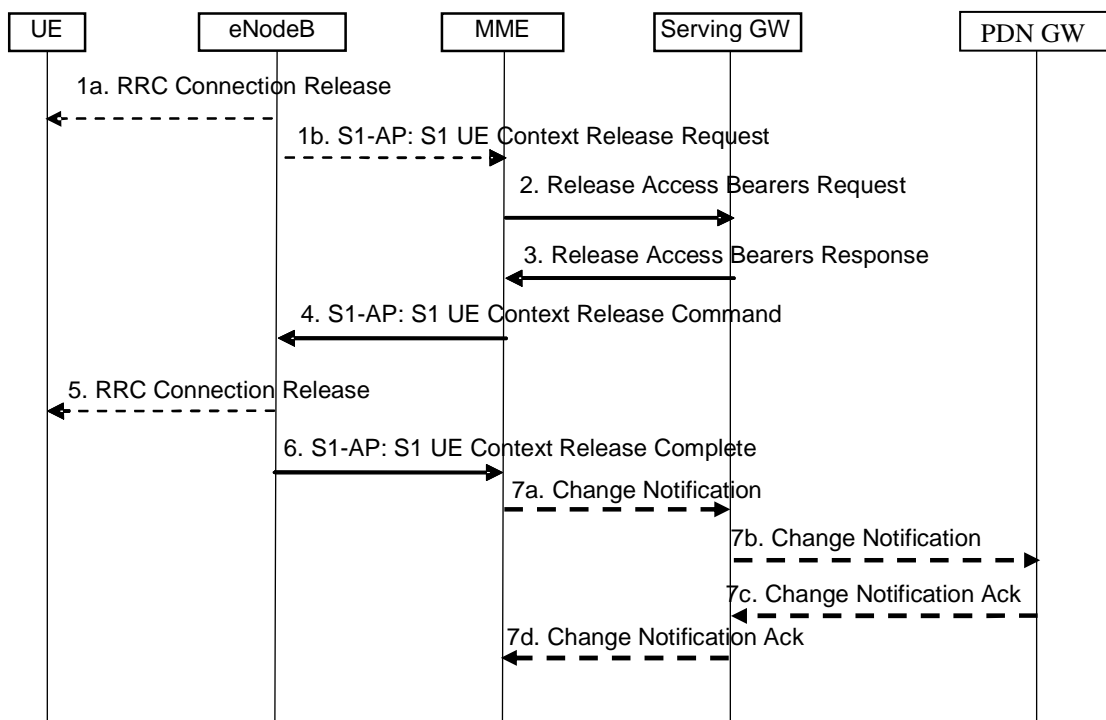 UE
eNodeB
MME
Serving GW
PDN GW
1a. RRC Connection Release
1b. S1-AP: S1 UE Context Release Request
2. Release Access Bearers Request
3. Release Access Bearers Response
4. S1-AP: S1 UE Context Release Command
5. RRC Connection Release
6. S1-AP: S1 UE Context Release Complete
7a. Change Notification
7b. Change Notification
7c. Change Notification Ack
7d. Change Notification Ack